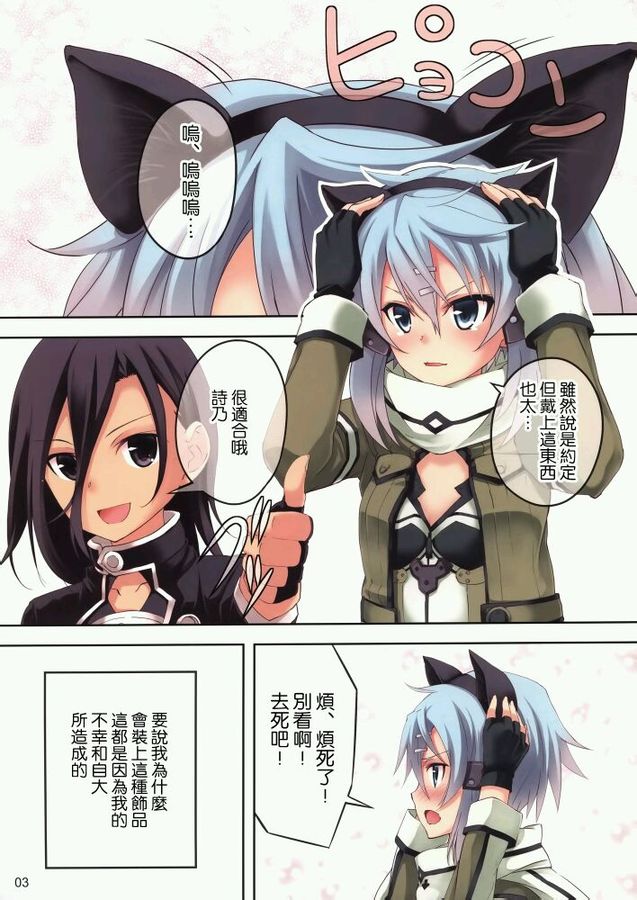 ピョコン
嗚、嗚嗚嗚…
雖然說是約定
但戴上這東西
也太…
很適合哦
詩乃
グッ
煩、煩死了！
別看啊！
去死吧！
要說我為什麼
會裝上這種飾品
這都是因為我的
不幸和自大
所造成的
03